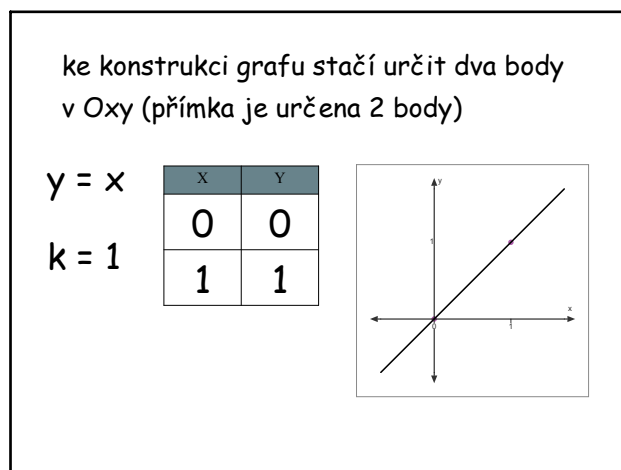 ke konstrukci grafu stačí určit dva body
v Oxy (přímka je určena 2 body)
y = x
k = 1
X Y
0 0
1 1
y
1
x
0 1